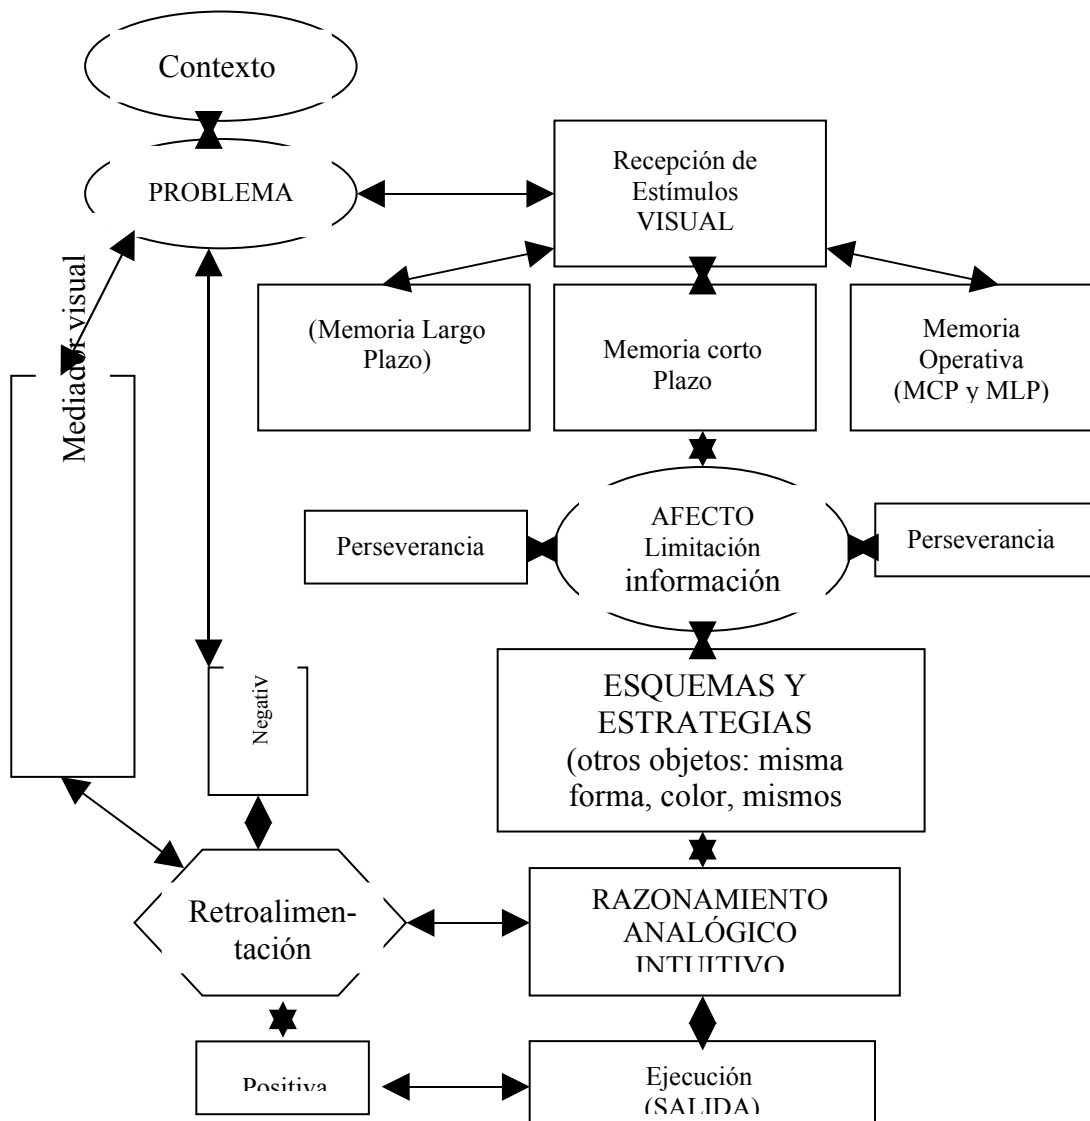 Contexto
PROBLEMA
Recepción de
Estímulos
VISUAL
Mediador visual
(Memoria Largo
Plazo)
Memoria corto
Plazo
Memoria
Operativa
(MCP y MLP)
Perseverancia
AFECTO
Limitación
información
Perseverancia
Negativ
ESQUEMAS Y
ESTRATEGIAS
(otros objetos: misma
forma, color, mismos
Retroalimen-
tación
RAZONAMIENTO
ANALÓGICO
INTUITIVO
Positiva
Ejecución
(SALIDA)